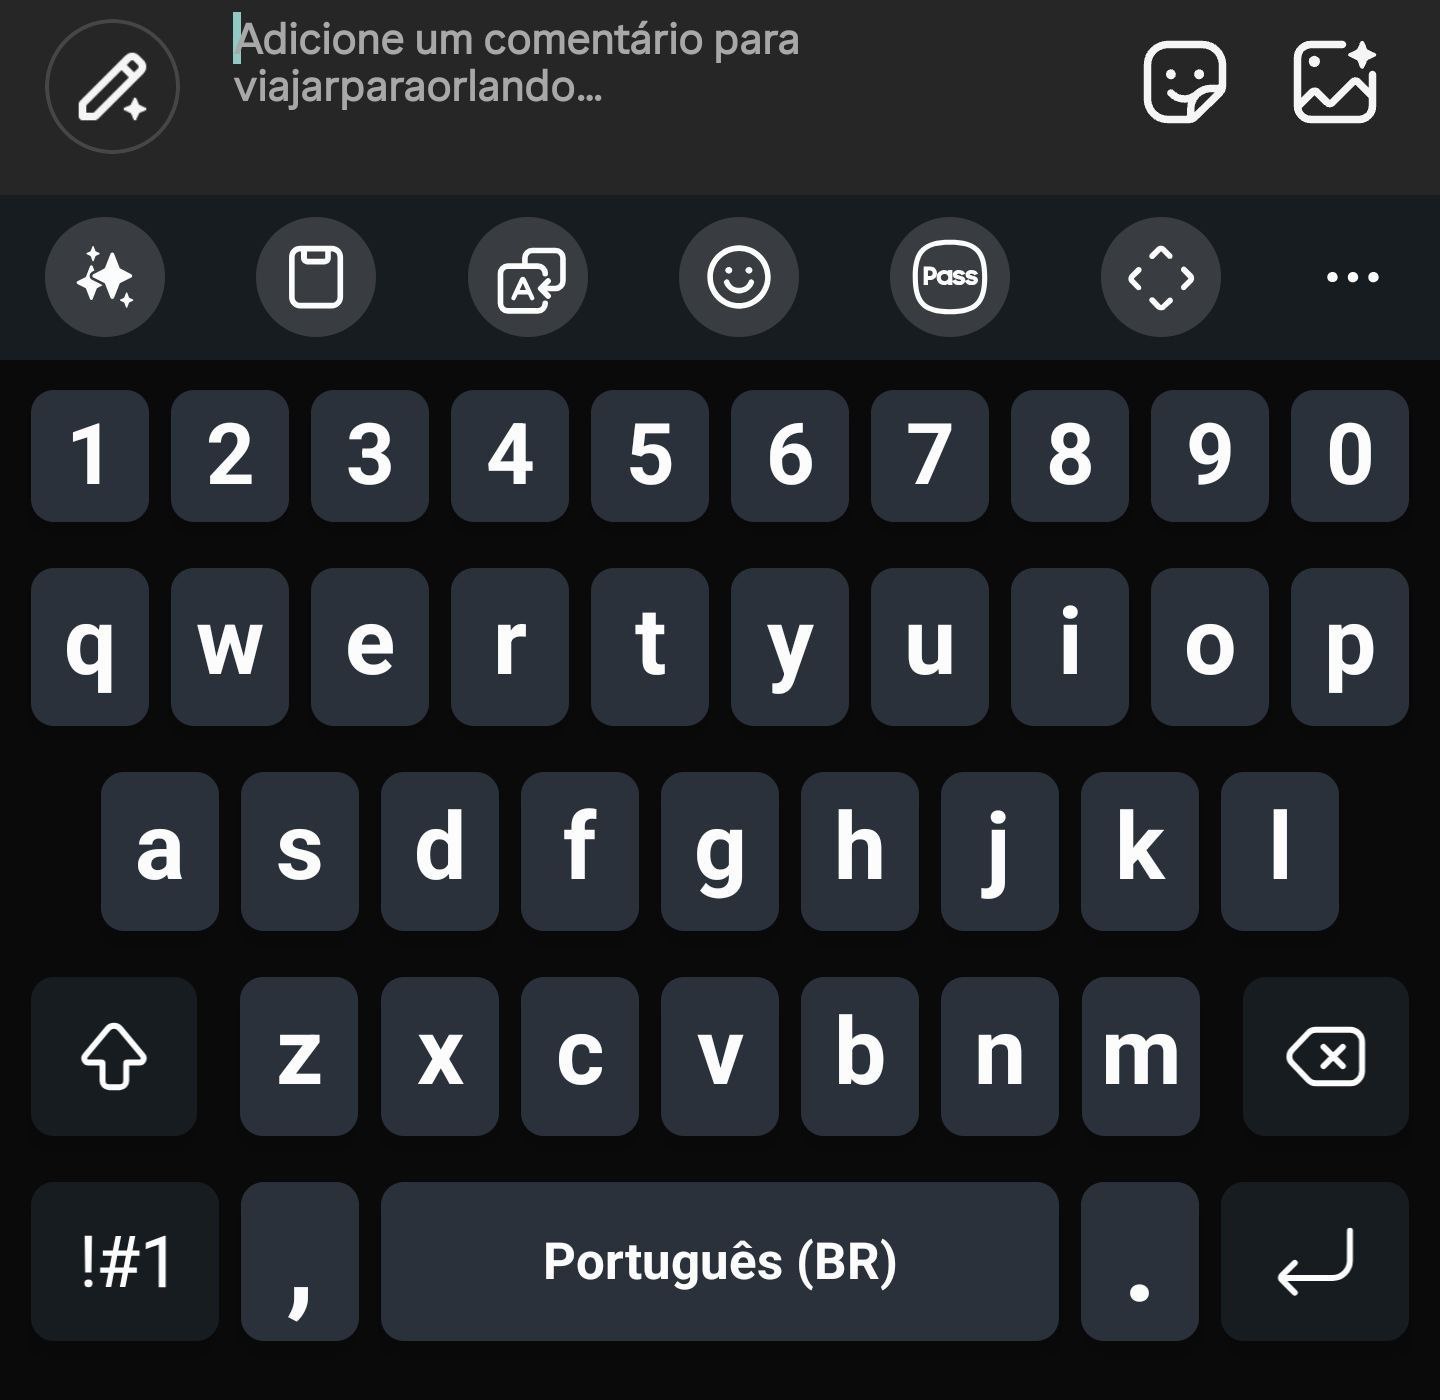 Adicione um comentário para
viajarparaorlando...
A
Pass
1 2 3 4 5 6 7 8 9 0
q w e r t y u i o p
a s d f g h j k l
z x c v b n m
!#1 , Português (BR) .